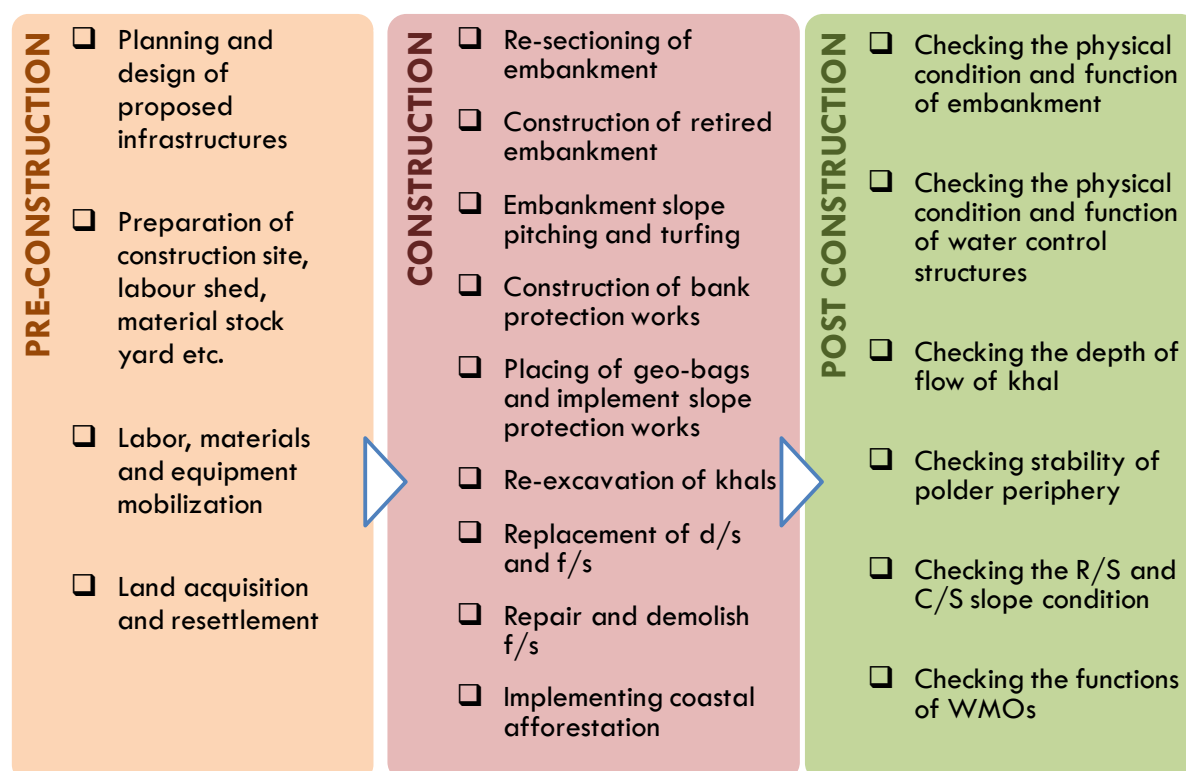 PRE-CONSTRUCTION
❑ Planning and
design of
proposed
infrastructures
❑ Preparation of
construction site,
labour shed,
material stock
yard etc.
❑ Labor, materials
and equipment
mobilization
❑ Land acquisition
and resettlement
CONSTRUCTION
❑ Re-sectioning of
embankment
❑ Construction of retired
embankment
❑ Embankment slope
pitching and turfing
❑ Construction of bank
protection works
❑ Placing of geo-bags
and implement slope
protection works
❑ Re-excavation of khals
❑ Replacement of d/s
and f/s
❑ Repair and demolish
f/s
❑ Implementing coastal
afforestation
POST CONSTRUCTION
❑ Checking the physical
condition and function
of embankment
❑ Checking the physical
condition and function
of water control
structures
❑ Checking the depth of
flow of khal
❑ Checking stability of
polder periphery
❑ Checking the R/S and
C/S slope condition
❑ Checking the functions
of WMOs